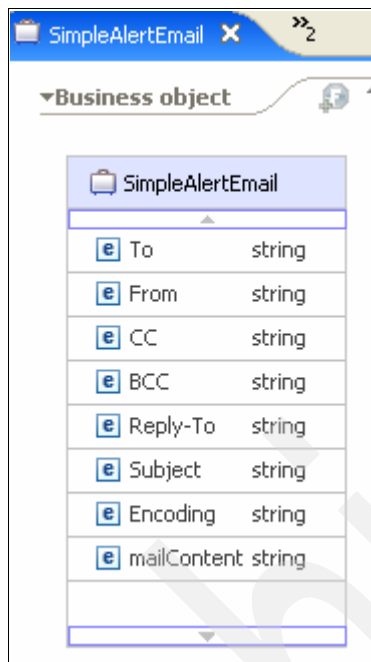 SimpleAlertEmail »2
Business object
SimpleAlertEmail
To string
From string
CC string
BCC string
Reply-To string
Subject string
Encoding string
mailContent string